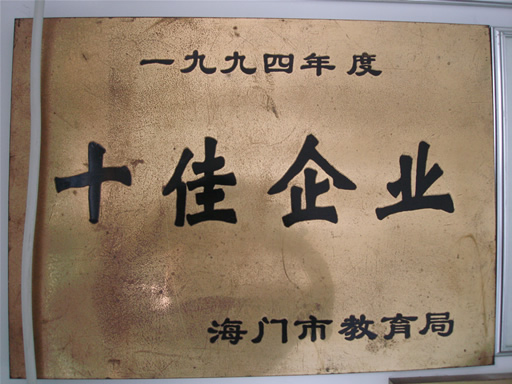 一九九四年度
十佳企业
海门市教育局